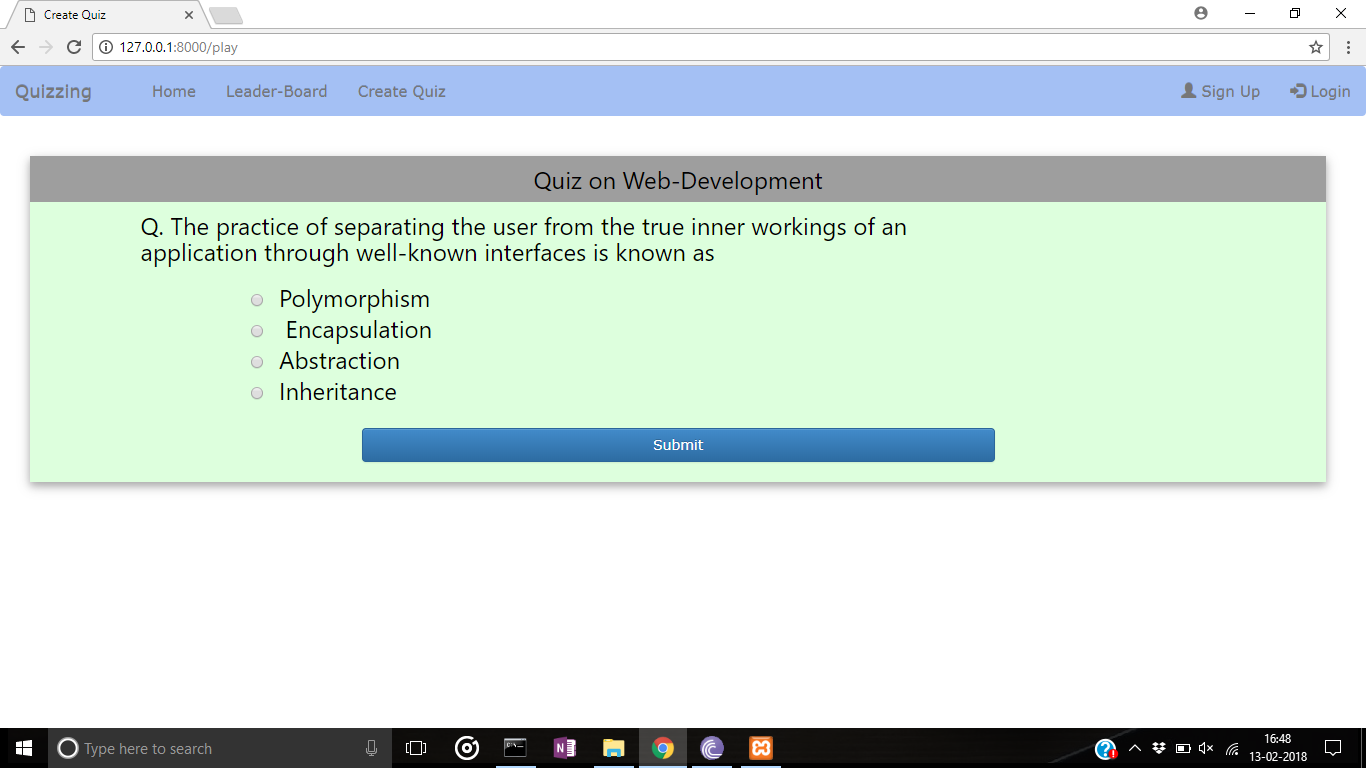 Create Quiz
127.0.0.1:8000/play
Quizzing Home Leader-Board Create Quiz Sign Up Login
Quiz on Web-Development
Q. The practice of separating the user from the true inner workings of an
application through well-known interfaces is known as
Polymorphism
Encapsulation
Abstraction
Inheritance
Submit
Type here to search
16:48
13-02-2018